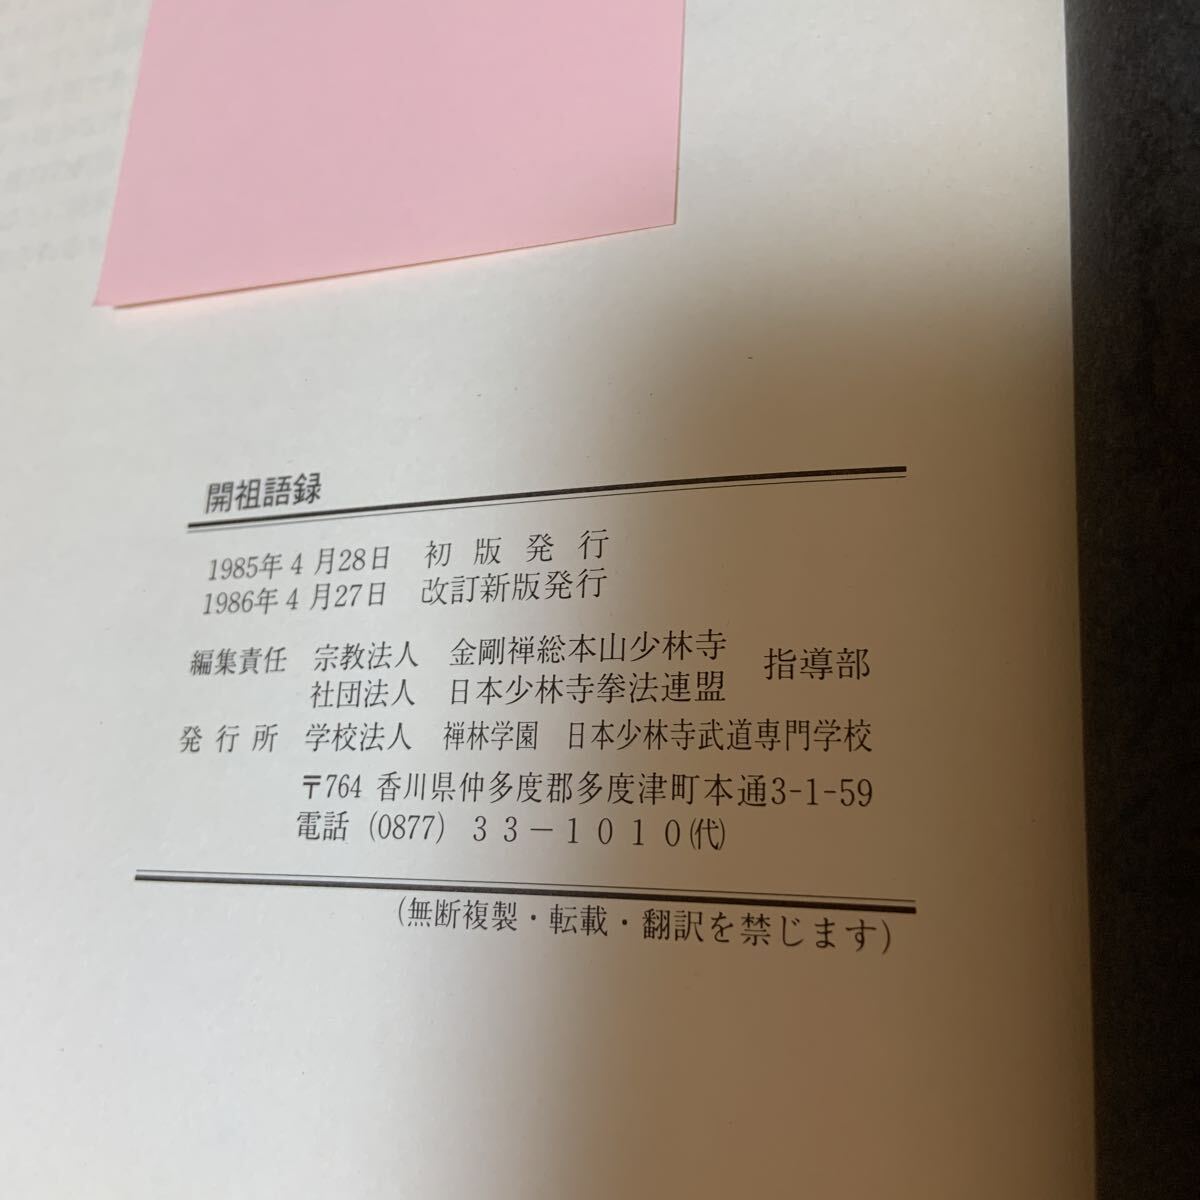 開祖語録
1985年4月28日 初版発行
1986年4月27日 改訂新版発行
編集責任 宗教法人 金剛禅総本山少林寺 指導部
社団法人 日本少林寺拳法連盟
発行所 学校法人 禅林学園 日本少林寺武道専門学校
〒764 香川県仲多度郡多度津町本通3-1-59
電話 (0877) 33-1010(代)
(無断複製・転載・翻訳を禁じます)